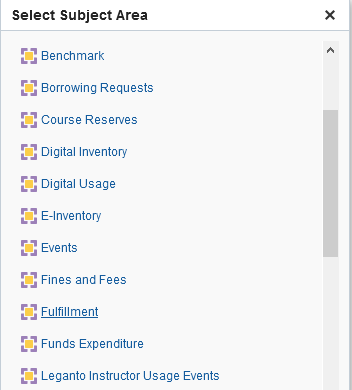 Select Subject Area
Benchmark
Borrowing Requests
Course Reserves
Digital Inventory
Digital Usage
E-Inventory
Events
Fines and Fees
Fulfillment
Funds Expenditure
Leganto Instructor Usage Events